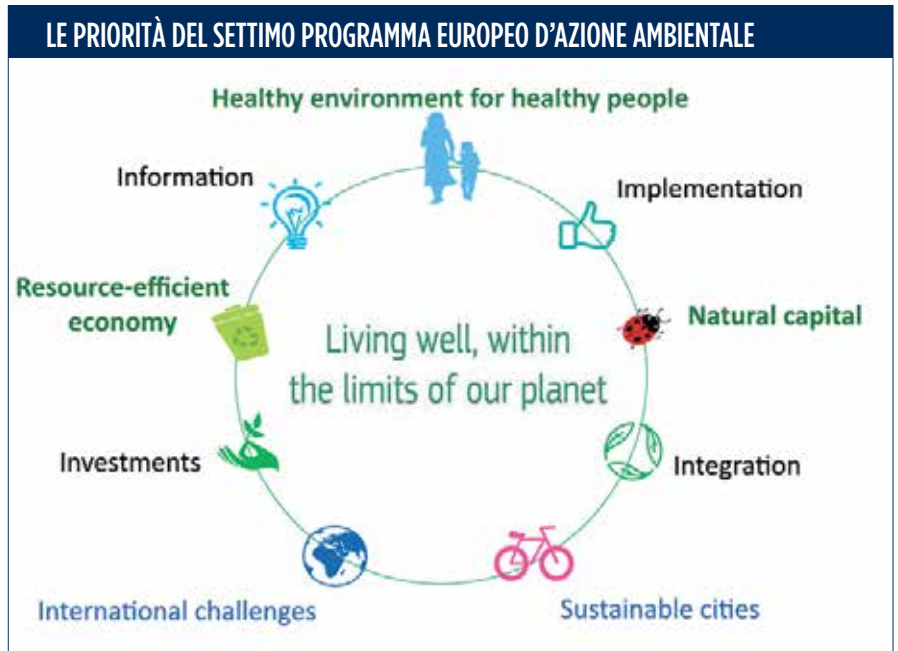 LE PRIORITÀ DEL SETTIMO PROGRAMMA EUROPEO D'AZIONE AMBIENTALE
Healthy environment for healthy people
Information
Implementation
Resource-efficient
economy
Natural capital
Living well, within
the limits of our planet
Investments
Integration
International challenges
Sustainable cities